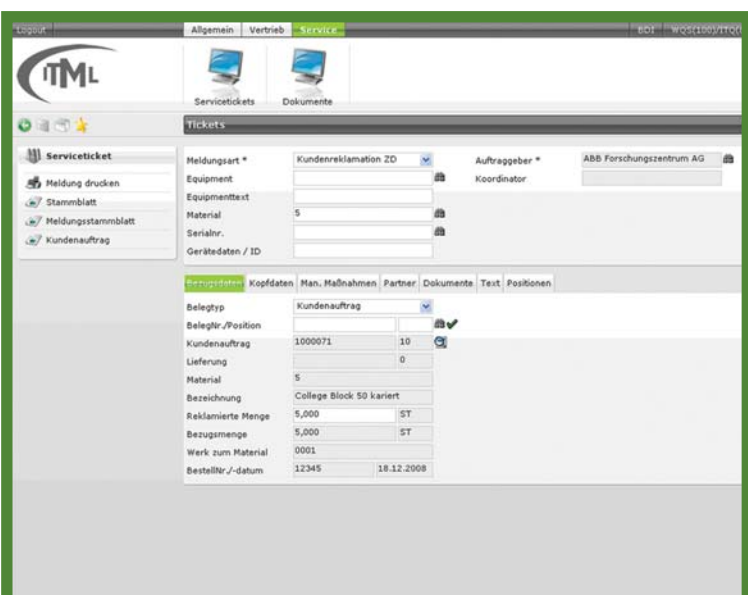 Logout Allgemein Vertrieb Service BDI
ITML
Servicetickets Dokumente
Tickets
Serviceticket
Meldung drucken
Stammblatt
Meldungsstammblatt
Kundenauftrag
Meldungsart * Kundenreklamation ZD Auftraggeber * ABB Forschungszentrum AG
Equipment Koordinator
Equipmenttext
Material 5
Serialnr.
Gerätedaten / ID
Bezugsdaten Kopfdaten Man. Maßnahmen Partner Dokumente Text Positionen
Belegtyp Kundenauftrag
BelegNr./Position
Kundenauftrag 1000071 10
Lieferung 0
Material 5
Bezeichnung College Block 50 kariert
Reklamierte Menge 5,000 ST
Bezugsmenge 5,000 ST
Werk zum Material 0001
BestellNr./-datum 12345 18.12.2008